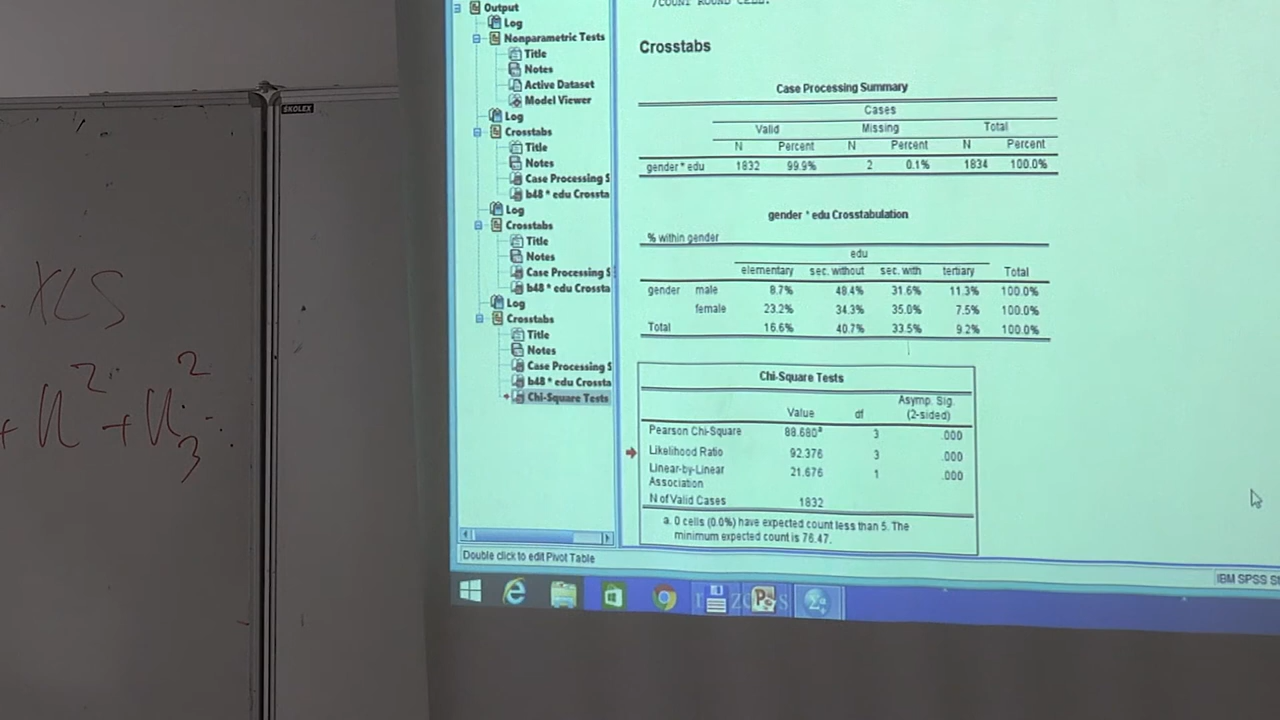 Output
Log
Nonparametric Tests
Title
Notes
Active Dataset
Model Viewer
Log
Crosstabs
Title
Notes
Case Processing S
b48 * edu Crossta
Log
Crosstabs
Title
Notes
Case Processing S
b48 * edu Crossta
Log
Crosstabs
Title
Notes
Case Processing S
b48 * edu Crossta
Chi-Square Tests
Double click to edit Pivot Table
/COUNT ROUND CELL.
Crosstabs
Case Processing Summary
Cases
Valid Missing Total
N Percent N Percent N Percent
gender * edu 1832 99.9% 2 0.1% 1834 100.0%
gender * edu Crosstabulation
% within gender
edu
elementary sec. without sec. with tertiary Total
gender male 8.7% 48.4% 31.6% 11.3% 100.0%
female 23.2% 34.3% 35.0% 7.5% 100.0%
Total 16.6% 40.7% 33.5% 9.2% 100.0%
Chi-Square Tests
Value df Asymp. Sig. (2-sided)
Pearson Chi-Square 88.680ª 3 .000
Likelihood Ratio 92.376 3 .000
Linear-by-Linear Association 21.676 1 .000
N of Valid Cases 1832
a. 0 cells (0.0%) have expected count less than 5. The
minimum expected count is 76.47.
IBM SPSS S
SKOLEX